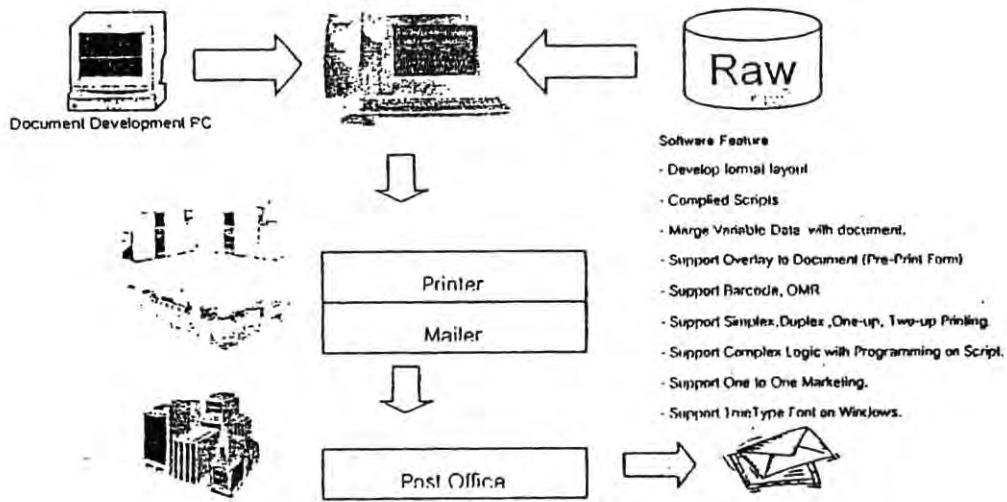 Raw
Document Development PC
Software Feature
- Develop format layout
- Complied Scripts
- Marge Variable Data with document.
- Support Overlay to Document (Pre-Print Form)
- Support Barcode, OMR
- Support Simplex,Duplex ,One-up, Two-up Printing.
- Support Complex Logic with Programming on Script.
- Support One to One Marketing.
- Support TrueType Font on Windows.
Printer
Mailer
Post Office